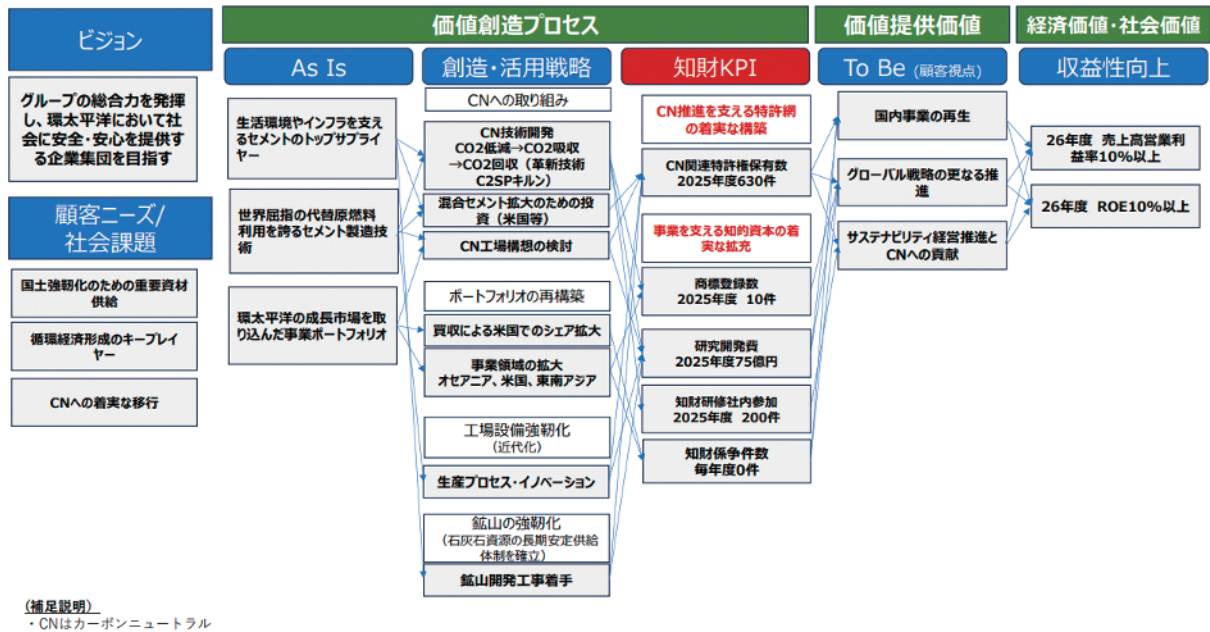 ビジョン
グループの総合力を発揮
し、環太平洋において社
会に安全・安心を提供す
る企業集団を目指す
顧客ニーズ/
社会課題
国土強靭化のための重要資材
供給
循環経済形成のキープレイ
ヤー
CNへの着実な移行
価値創造プロセス
As Is
生活環境やインフラを支え
るセメントのトップサプライ
ヤー
世界屈指の代替原燃料
利用を誇るセメント製造技
術
環太平洋の成長市場を取
り込んだ事業ポートフォリオ
創造・活用戦略
CNへの取り組み
CN技術開発
CO2低減→CO2吸収
→CO2回収（革新技術
C2SPキルン）
混合セメント拡大のための投
資（米国等）
CN工場構想の検討
ポートフォリオの再構築
買収による米国でのシェア拡大
事業領域の拡大
オセアニア、米国、東南アジア
工場設備強靭化
（近代化）
生産プロセス・イノベーション
鉱山の強靭化
（石灰石資源の長期安定供給
体制を確立）
鉱山開発工事着手
知財KPI
CN推進を支える特許網
の着実な構築
CN関連特許権保有数
2025年度630件
事業を支える知的資本の着
実な拡充
商標登録数
2025年度 10件
研究開発費
2025年度75億円
知財研修社内参加
2025年度 200件
知財係争件数
毎年度0件
価値提供価値
To Be (顧客視点)
国内事業の再生
グローバル戦略の更なる推
進
サステナビリティ経営推進と
CNへの貢献
経済価値・社会価値
収益性向上
26年度 売上高営業利
益率10%以上
26年度 ROE10%以上
(補足説明)
・CNはカーボンニュートラル